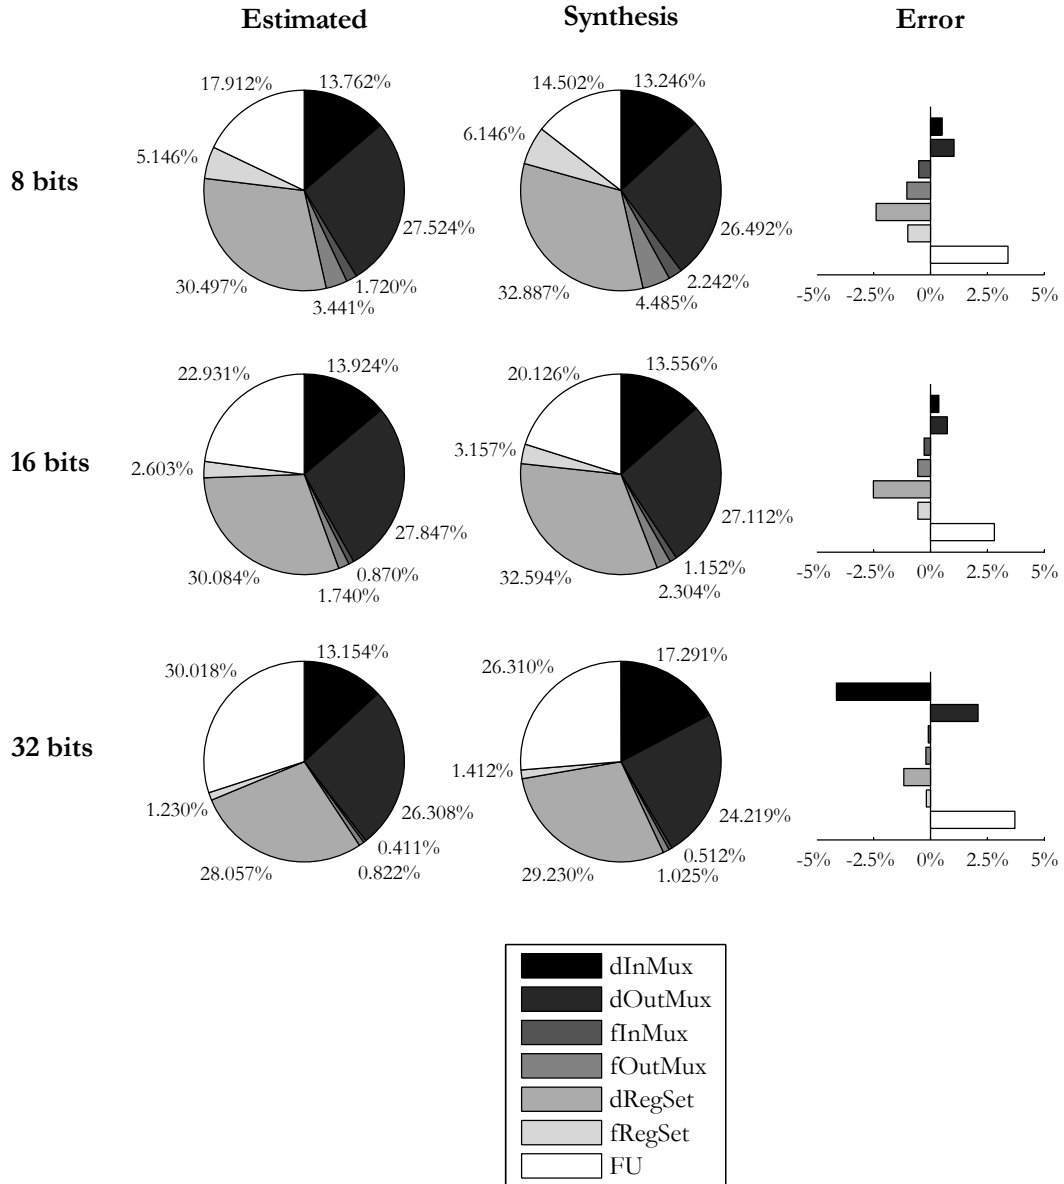 Estimated
Synthesis
Error
8 bits
17.912%
13.762%
5.146%
27.524%
30.497%
1.720%
3.441%
14.502%
13.246%
6.146%
26.492%
32.887%
2.242%
4.485%
-5% -2.5% 0% 2.5% 5%
16 bits
22.931%
13.924%
2.603%
27.847%
30.084%
0.870%
1.740%
20.126%
13.556%
3.157%
27.112%
32.594%
1.152%
2.304%
-5% -2.5% 0% 2.5% 5%
32 bits
30.018%
13.154%
1.230%
26.308%
28.057%
0.411%
0.822%
26.310%
17.291%
1.412%
24.219%
29.230%
0.512%
1.025%
-5% -2.5% 0% 2.5% 5%
dInMux
dOutMux
fInMux
fOutMux
dRegSet
fRegSet
FU